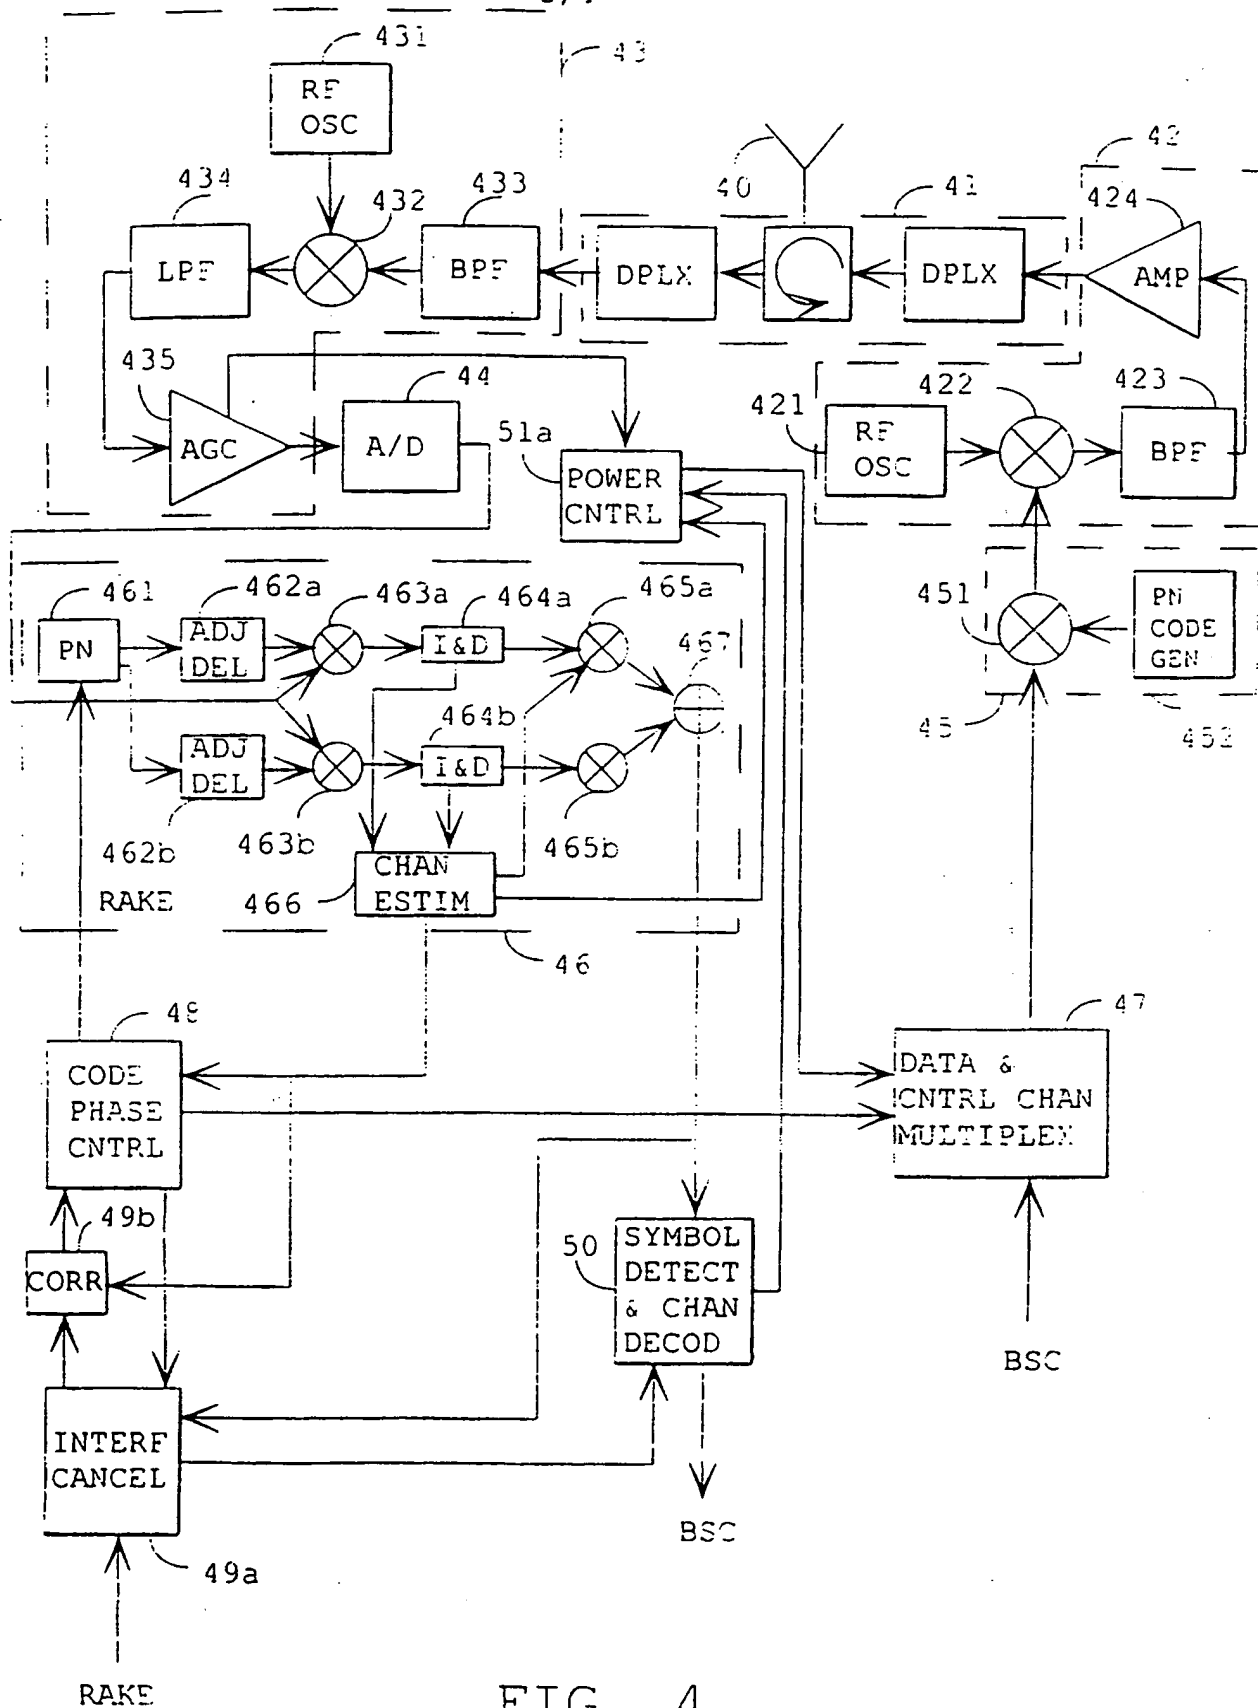 431
43
RF
OSC
42
40
41
424
434
432
433
LPF
BPF
DPLX
DPLX
AMP
435
44
422
423
421
51a
AGC
A/D
RF
OSC
BPF
POWER
CNTRL
461
462a
463a
464a
465a
467
451
PN
CODE
GEN
PN
ADJ
DEL
I&D
464b
45
452
ADJ
DEL
I&D
462b
463b
465b
CHAN
ESTIM
RAKE
466
46
48
47
CODE
PHASE
CNTRL
DATA &
CNTRL CHAN
MULTIPLEX
49b
50
SYMBOL
DETECT
& CHAN
DECOD
CORR
BSC
INTERF
CANCEL
BSC
49a
RAKE
FIG. 4